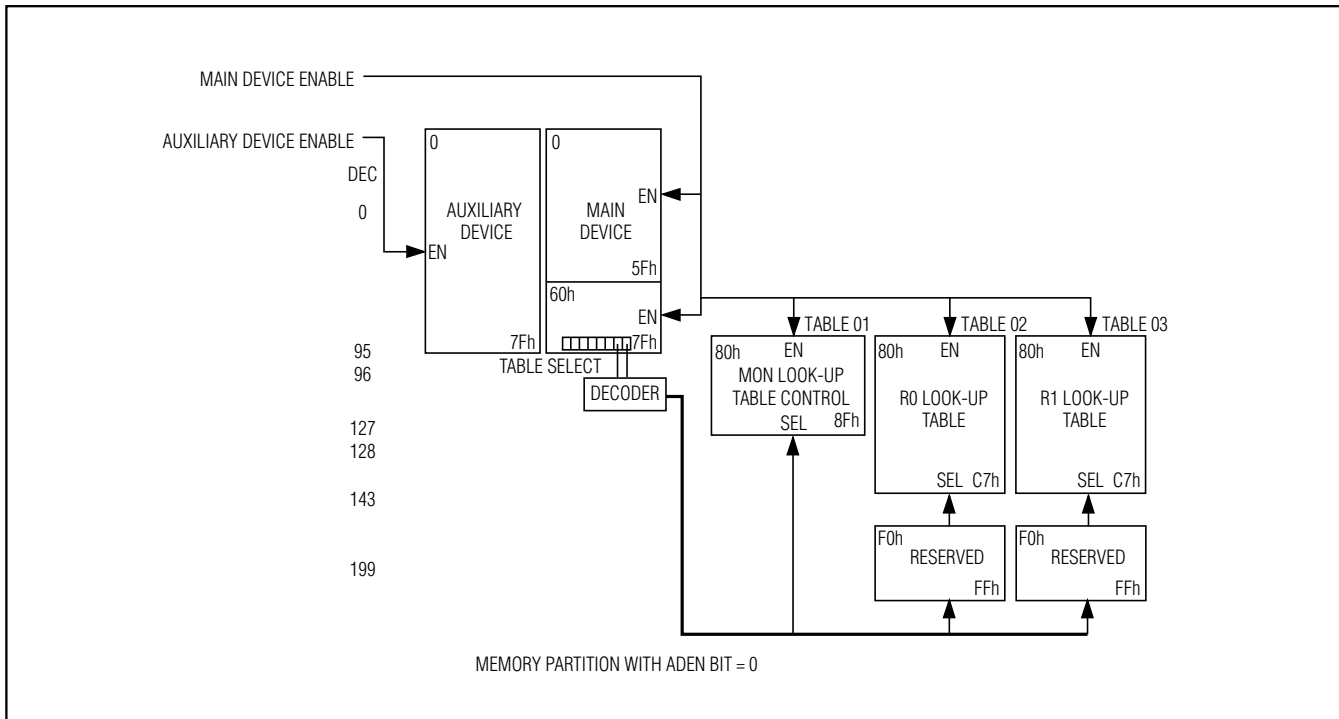 MAIN DEVICE ENABLE
AUXILIARY DEVICE ENABLE
DEC
0
95
96
127
128
143
199
0
AUXILIARY
DEVICE
EN
7Fh
0
EN
MAIN
DEVICE
5Fh
60h
EN
7Fh
TABLE SELECT
DECODER
TABLE 01
80h
EN
MON LOOK-UP
TABLE CONTROL
SEL
8Fh
TABLE 02
80h
EN
R0 LOOK-UP
TABLE
SEL C7h
F0h
RESERVED
FFh
TABLE 03
80h
EN
R1 LOOK-UP
TABLE
SEL C7h
F0h
RESERVED
FFh
MEMORY PARTITION WITH ADEN BIT = 0